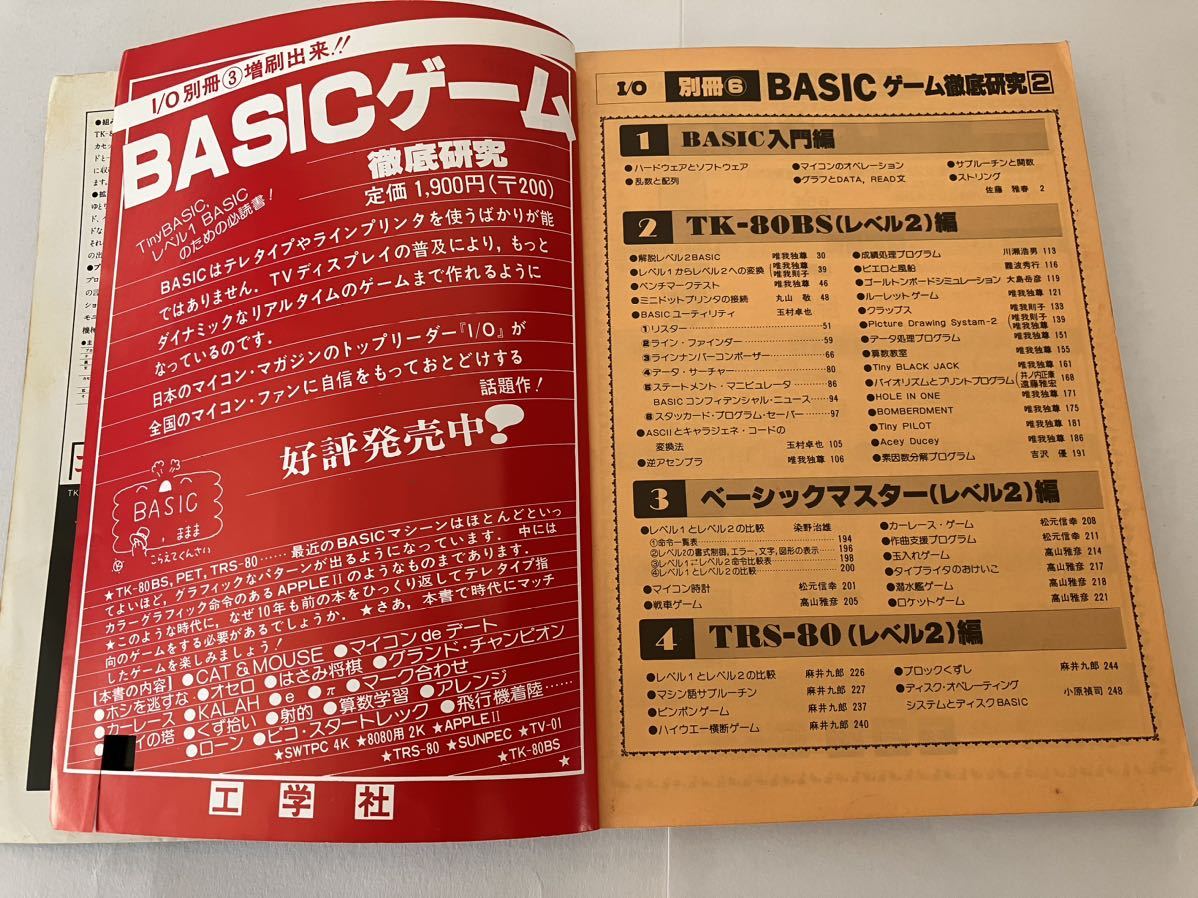 I/O別冊③増刷出来!!
BASICゲーム
徹底研究
定価 1,900円(〒200)
TinyBASIC,
レベル1 BASIC
のための必読書!
BASICはテレタイプやラインプリンタを使うばかりが能
ではありません. TVディスプレイの普及により, もっと
ダイナミックなリアルタイムのゲームまで作れるように
なっているのです.
日本のマイコン・マガジンのトップリーダー『I/O』が
全国のマイコン・ファンに自信をもっておとどけする
話題作!
好評発売中
BASIC
★TK-80BS, PET, TRS-80……最近のBASICマシーンはほとんどといっ
てよいほど, グラフィックなパターンが出るようになっています. 中には
カラーグラフィック命令のあるAPPLEⅡのようなものまであります.
★このような時代に, なぜ10年も前の本をひっくり返してテレタイプ指
向のゲームをする必要があるでしょうか. ★さあ, 本書で時代にマッチ
したゲームを楽しみましょう!
【本書の内容】●CAT & MOUSE ●マイコン de デート
●ホシを逃すな ●オセロ ●はさみ将棋 ●グランド・チャンピオン
●カーレース ●KALAH ●e ●π ●マーク合わせ
イの塔 ●くず拾い ●射的 ●算数学習 ●アレンジ
ローン ●ピコ・スタートレック ●飛行機着陸……
★SWTPC 4K ★8080用2K ★APPLEⅡ
★TRS-80 ★SUNPEC ★TV-01
★TK-80BS
工学社
I/O 別冊⑥ BASIC ゲーム徹底研究2
1 BASIC入門編
●ハードウェアとソフトウェア ●マイコンのオペレーション ●サブルーチンと関数
●乱数と配列 ●グラフとDATA, READ文 ●ストリング
佐藤 雅春 2
2 TK-80BS(レベル2)編
●解説レベル2BASIC 唯我独尊 30
●レベル1からレベル2への変換 唯我独尊 唯我則子 39
●ベンチマークテスト 唯我独尊 46
●ミニドットプリンタの接続 丸山 敬 48
●BASICユーティリティ 玉村卓也
①リスター 51
②ライン・ファインダー 59
③ラインナンバーコンポーザー 66
④データ・サーチャー 80
⑤ステートメント・マニピュレータ 86
BASICコンフィデンシャル・ニュース 94
⑥スタッカード・プログラム・セーバー 97
●ASCIIとキャラジェネ・コードの
変換法 玉村卓也 105
●逆アセンブラ 唯我独尊 106
●成績処理プログラム 川瀬浩男 113
●ピエロと風船 難波秀行 116
●ゴールトンボードシミュレーション 大島岳彦 119
●ルーレットゲーム 唯我独尊 121
●クラップス 唯我則子 133
●Picture Drawing Systam-2 唯我則子 唯我独尊 139
●データ処理プログラム 唯我独尊 151
●算数教室 唯我独尊 155
●Tiny BLACK JACK 唯我独尊 161
●バイオリズムとプリントプログラム 井ノ内正康 遠藤雅宏 168
●HOLE IN ONE 唯我独尊 171
●BOMBERDMENT 唯我独尊 175
●Tiny PILOT 唯我独尊 181
●Acey Ducey 唯我独尊 186
●素因数分解プログラム 吉沢 優 191
3 ベーシックマスター(レベル2)編
●レベル1とレベル2の比較 染野治雄
①命令一覧表 194
②レベル2の書式制御, エラー, 文字, 図形の表示 196
③レベル1⇄レベル2命令比較表 198
④レベル1とレベル2の比較 200
●マイコン時計 松元信幸 201
●戦車ゲーム 高山雅彦 205
●カーレース・ゲーム 松元信幸 208
●作曲支援プログラム 松元信幸 211
●玉入れゲーム 高山雅彦 214
●タイプライタのおけいこ 高山雅彦 217
●潜水艦ゲーム 高山雅彦 218
●ロケットゲーム 高山雅彦 221
4 TRS-80(レベル2)編
●レベル1とレベル2の比較 麻井九郎 226
●マシン語サブルーチン 麻井九郎 227
●ピンポンゲーム 麻井九郎 237
●ハイウエー横断ゲーム 麻井九郎 240
●ブロックくずし 麻井九郎 244
●ディスク・オペレーティング
システムとディスクBASIC 小原禎司 248